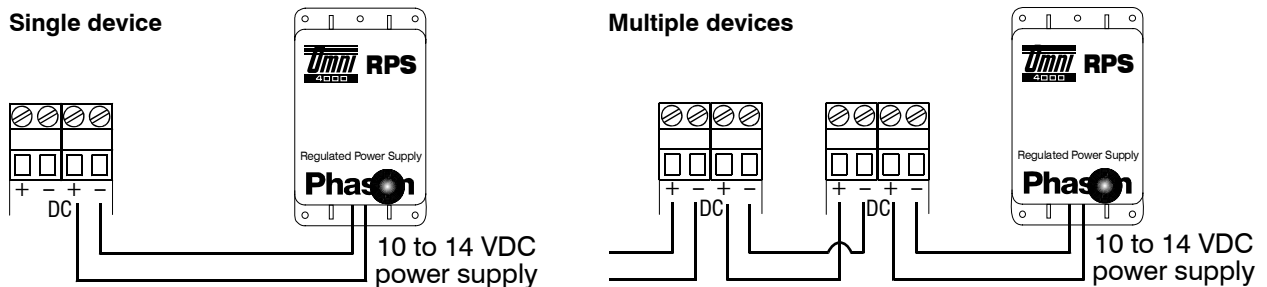 Single device
Omni
4000
RPS
Regulated Power Supply
Phason
+ − + −
DC
10 to 14 VDC
power supply
Multiple devices
Omni
4000
RPS
Regulated Power Supply
Phason
+ − + −
DC
+ − + −
DC
10 to 14 VDC
power supply